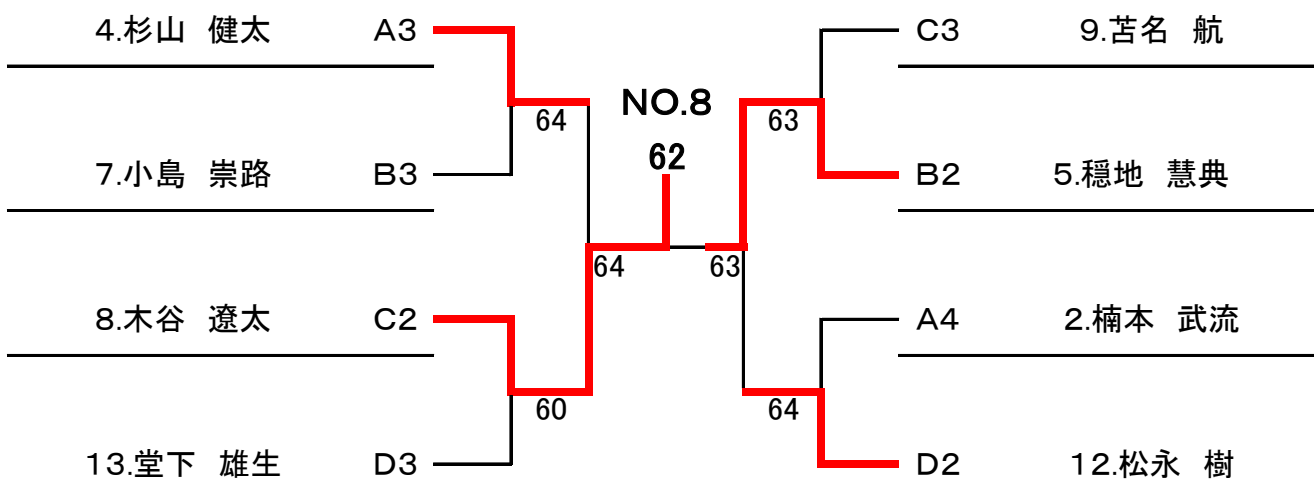 4.杉山　健太　A3
C3　9.苫名　航
NO.8
64
63
62
7.小島　崇路　B3
B2　5.穏地　慧典
64
63
8.木谷　遼太　C2
A4　2.楠本　武流
60
64
13.堂下　雄生　D3
D2　12.松永　樹